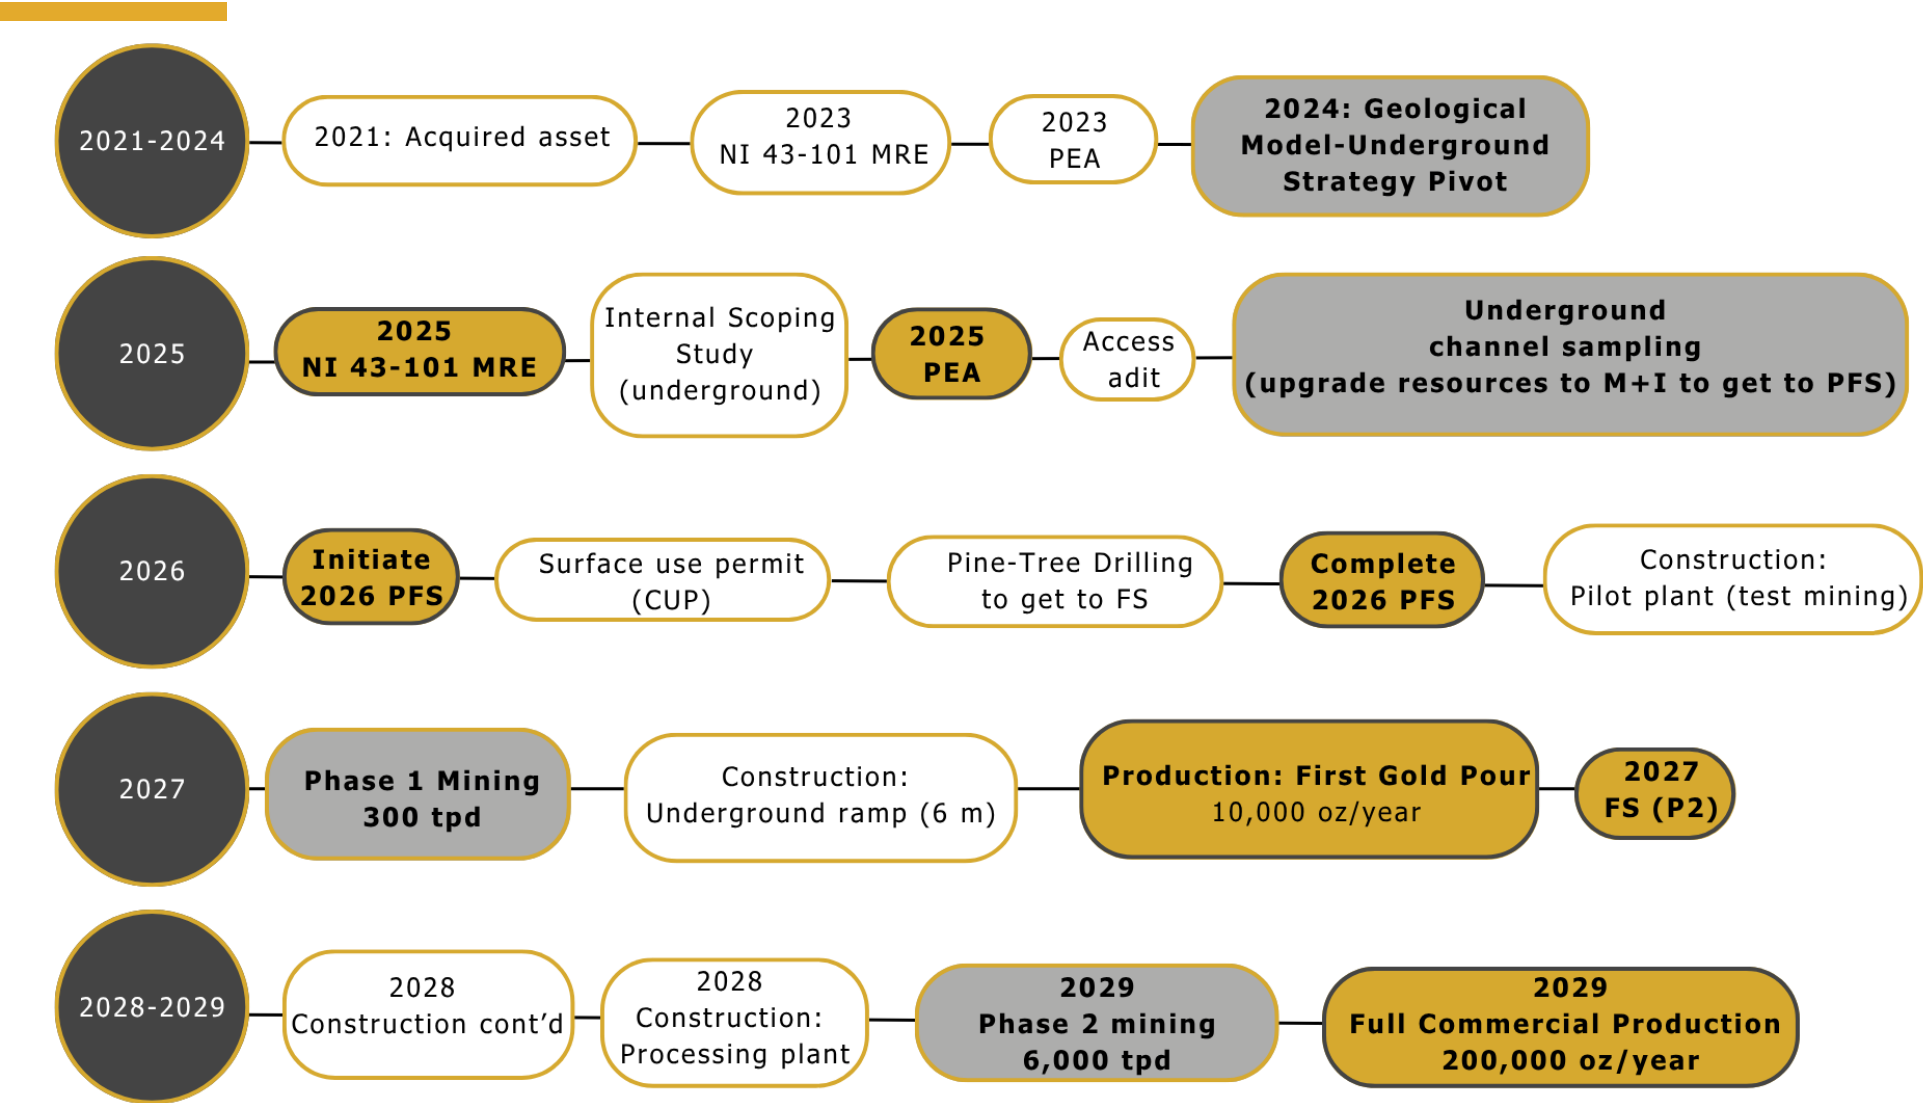 2021-2024
2021: Acquired asset
2023
NI 43-101 MRE
2023
PEA
2024: Geological
Model-Underground
Strategy Pivot
2025
2025
NI 43-101 MRE
Internal Scoping
Study
(underground)
2025
PEA
Access
adit
Underground
channel sampling
(upgrade resources to M+I to get to PFS)
2026
Initiate
2026 PFS
Surface use permit
(CUP)
Pine-Tree Drilling
to get to FS
Complete
2026 PFS
Construction:
Pilot plant (test mining)
2027
Phase 1 Mining
300 tpd
Construction:
Underground ramp (6 m)
Production: First Gold Pour
10,000 oz/year
2027
FS (P2)
2028-2029
2028
Construction cont’d
2028
Construction:
Processing plant
2029
Phase 2 mining
6,000 tpd
2029
Full Commercial Production
200,000 oz/year